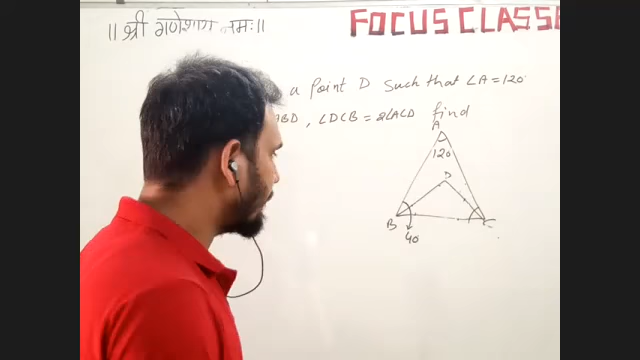 ॥ श्री गणेशाय नमः॥
FOCUS CLASSE
a Point D such that ∠A=120
BD, ∠DCB = 2∠ACD find
A
120
D
B
C
40